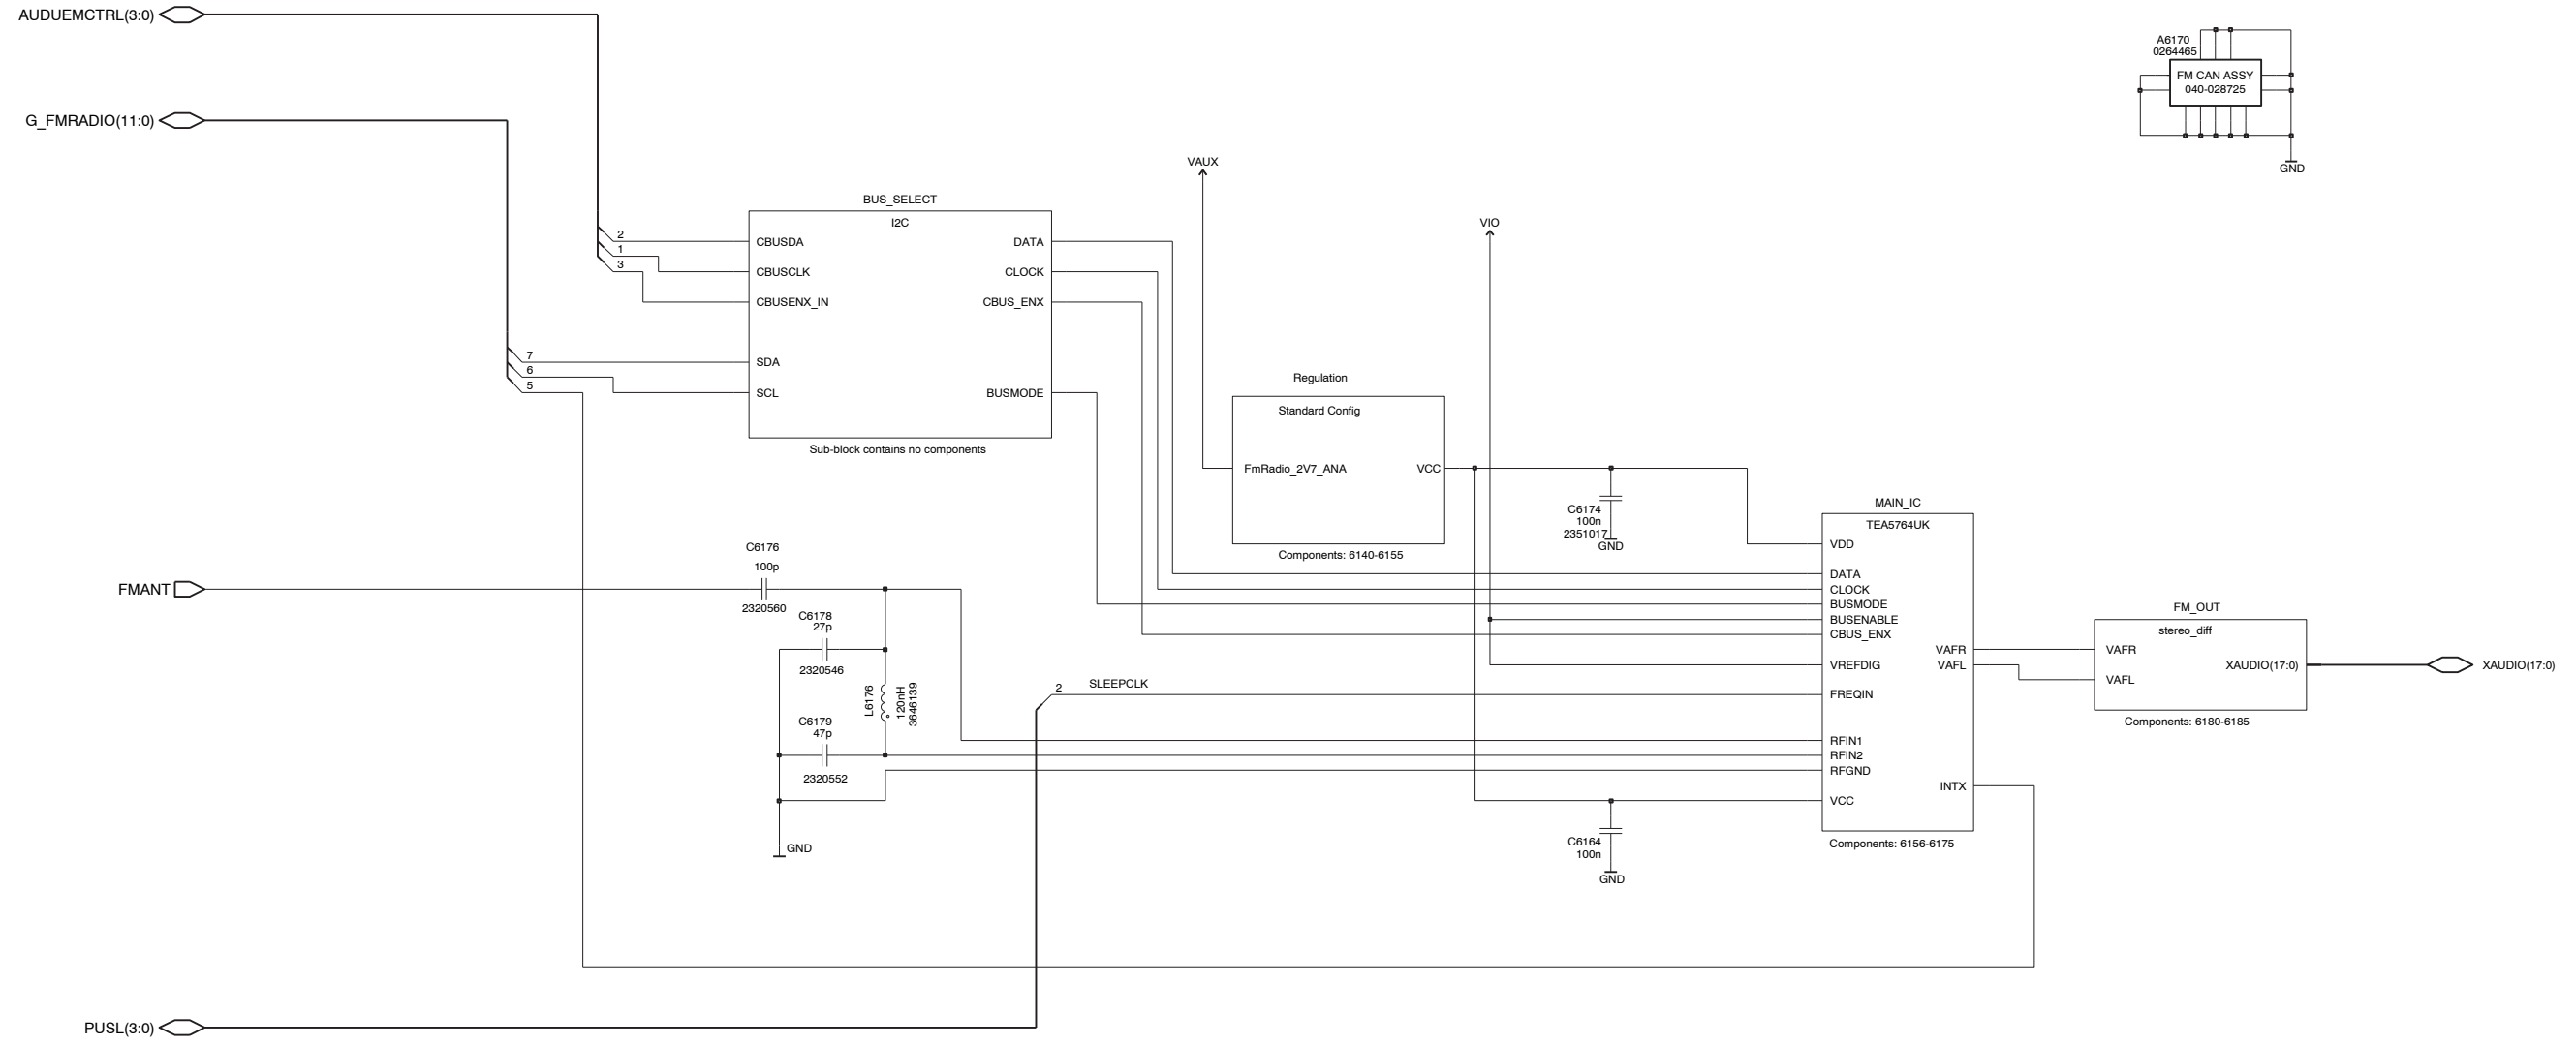 AUDUEMCTRL(3:0)
A6170
0264465
FM CAN ASSY
040-028725
GND
G_FMRADIO(11:0)
VAUX
BUS_SELECT
I2C
VIO
2
1
3
CBUSDA
CBUSCLK
CBUSENX_IN
DATA
CLOCK
CBUS_ENX
7
6
5
SDA
SCL
BUSMODE
Sub-block contains no components
Regulation
Standard Config
FmRadio_2V7_ANA
VCC
Components: 6140-6155
C6174
100n
2351017
GND
MAIN_IC
TEA5764UK
VDD
DATA
CLOCK
BUSMODE
BUSENABLE
CBUS_ENX
VREFDIG
FREQIN
RFIN1
RFIN2
RFGND
VCC
VAFR
VAFL
INTX
Components: 6156-6175
FMANT
C6176
100p
2320560
C6178
27p
2320546
L6176
120nH
3646139
C6179
47p
2320552
GND
2
SLEEPCLK
C6164
100n
GND
FM_OUT
stereo_diff
VAFR
VAFL
XAUDIO(17:0)
Components: 6180-6185
XAUDIO(17:0)
PUSL(3:0)